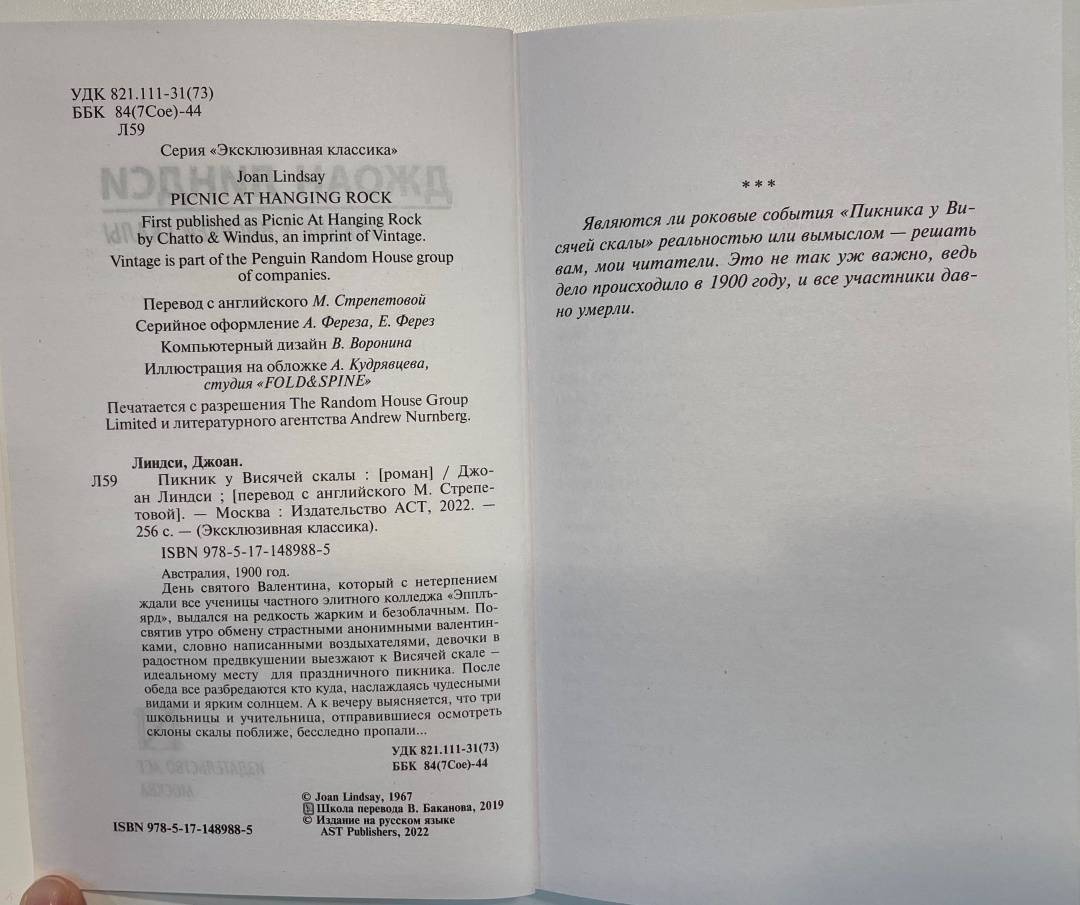 УДК 821.111-31(73)
ББК 84(7Сое)-44
Л59
Серия «Эксклюзивная классика»
Joan Lindsay
PICNIC AT HANGING ROCK
First published as Picnic At Hanging Rock
by Chatto & Windus, an imprint of Vintage.
Vintage is part of the Penguin Random House group
of companies.
Перевод с английского М. Стрепетовой
Серийное оформление А. Фереза, Е. Ферез
Компьютерный дизайн В. Воронина
Иллюстрация на обложке А. Кудрявцева,
студия «FOLD&SPINE»
Печатается с разрешения The Random House Group
Limited и литературного агентства Andrew Nurnberg.
Линдси, Джоан.
Л59 Пикник у Висячей скалы : [роман] / Джо-
ан Линдси ; [перевод с английского М. Стрепе-
товой]. — Москва : Издательство АСТ, 2022. —
256 с. — (Эксклюзивная классика).
ISBN 978-5-17-148988-5
Австралия, 1900 год.
День святого Валентина, который с нетерпением
ждали все ученицы частного элитного колледжа «Эпплъ-
ярд», выдался на редкость жарким и безоблачным. По-
святив утро обмену страстными анонимными валентин-
ками, словно написанными воздыхателями, девочки в
радостном предвкушении выезжают к Висячей скале –
идеальному месту для праздничного пикника. После
обеда все разбредаются кто куда, наслаждаясь чудесными
видами и ярким солнцем. А к вечеру выясняется, что три
школьницы и учительница, отправившиеся осмотреть
склоны скалы поближе, бесследно пропали...
УДК 821.111-31(73)
ББК 84(7Сое)-44
© Joan Lindsay, 1967
Школа перевода В. Баканова, 2019
© Издание на русском языке
AST Publishers, 2022
ISBN 978-5-17-148988-5
* * *
Являются ли роковые события «Пикника у Ви-
сячей скалы» реальностью или вымыслом — решать
вам, мои читатели. Это не так уж важно, ведь
дело происходило в 1900 году, и все участники дав-
но умерли.